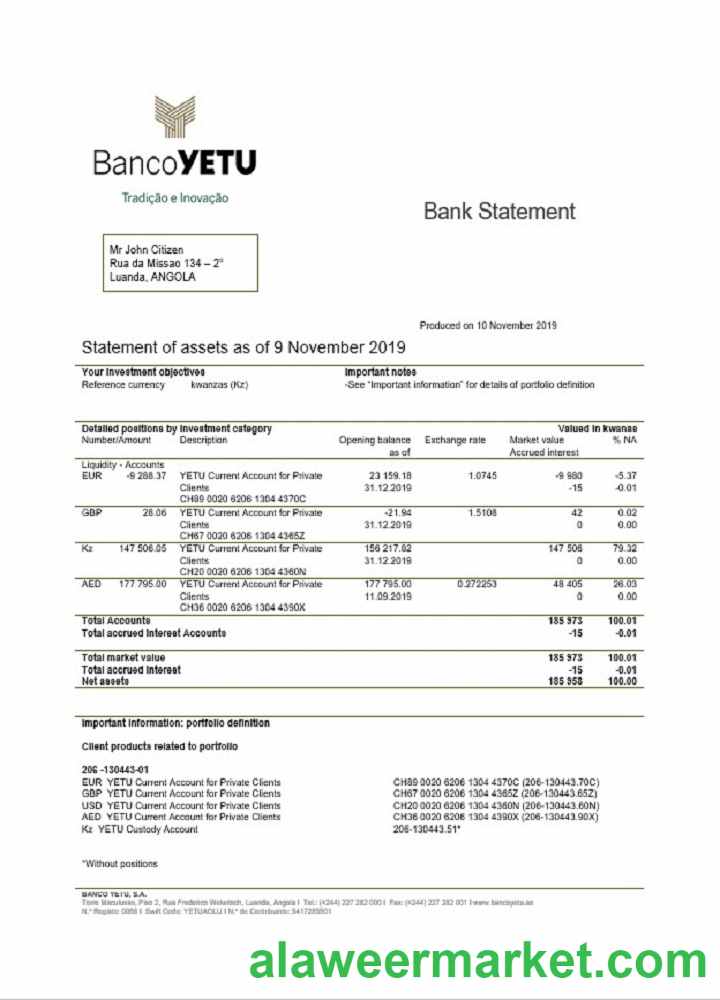 BancoYETU
Tradição e Inovação
Bank Statement
Mr John Citizen
Rua da Missao 134 – 2º
Luanda, ANGOLA
Produced on 10 November 2019
Statement of assets as of 9 November 2019
Your investment objectives Important notes
Reference currency kwanzas (Kz) -See "Important information" for details of portfolio definition
Detailed positions by investment category Valued in kwanas
Number/Amount Description Opening balance Exchange rate Market value % NA
as of Accrued interest
Liquidity - Accounts
EUR -9 288.37 YETU Current Account for Private 23 159.18 1.0745 -9 980 -5.37
Clients 31.12.2019 -15 -0.01
CH89 0020 6206 1304 4370C
GBP 28.06 YETU Current Account for Private -21.94 1.5108 42 0.02
Clients 31.12.2019 0 0.00
CH67 0020 6206 1304 4365Z
Kz 147 506.05 YETU Current Account for Private 156 217.62 147 506 79.32
Clients 31.12.2019 0 0.00
CH20 0020 6206 1304 4360N
AED 177 795.00 YETU Current Account for Private 177 795.00 0.272253 48 405 26.03
Clients 11.09.2019 0 0.00
CH36 0020 6206 1304 4390X
Total Accounts 185 973 100.01
Total accrued interest Accounts -15 -0.01
Total market value 185 973 100.01
Total accrued interest -15 -0.01
Net assets 185 958 100.00
Important information: portfolio definition
Client products related to portfolio
206 -130443-01
EUR YETU Current Account for Private Clients CH89 0020 6206 1304 4370C (206-130443.70C)
GBP YETU Current Account for Private Clients CH67 0020 6206 1304 4365Z (206-130443.65Z)
USD YETU Current Account for Private Clients CH20 0020 6206 1304 4360N (206-130443.60N)
AED YETU Current Account for Private Clients CH36 0020 6206 1304 4390X (206-130443.90X)
Kz YETU Custody Account 206-130443.51*
*Without positions
BANCO YETU, S.A.
Piso 2, Rua Frederico Luanda, Angola I Tel.: (+244) 227 282 Fax: (+244) 227 282 931
N.º Registo: Swift Code: N.º de Contribuinte:
alaweermarket.com